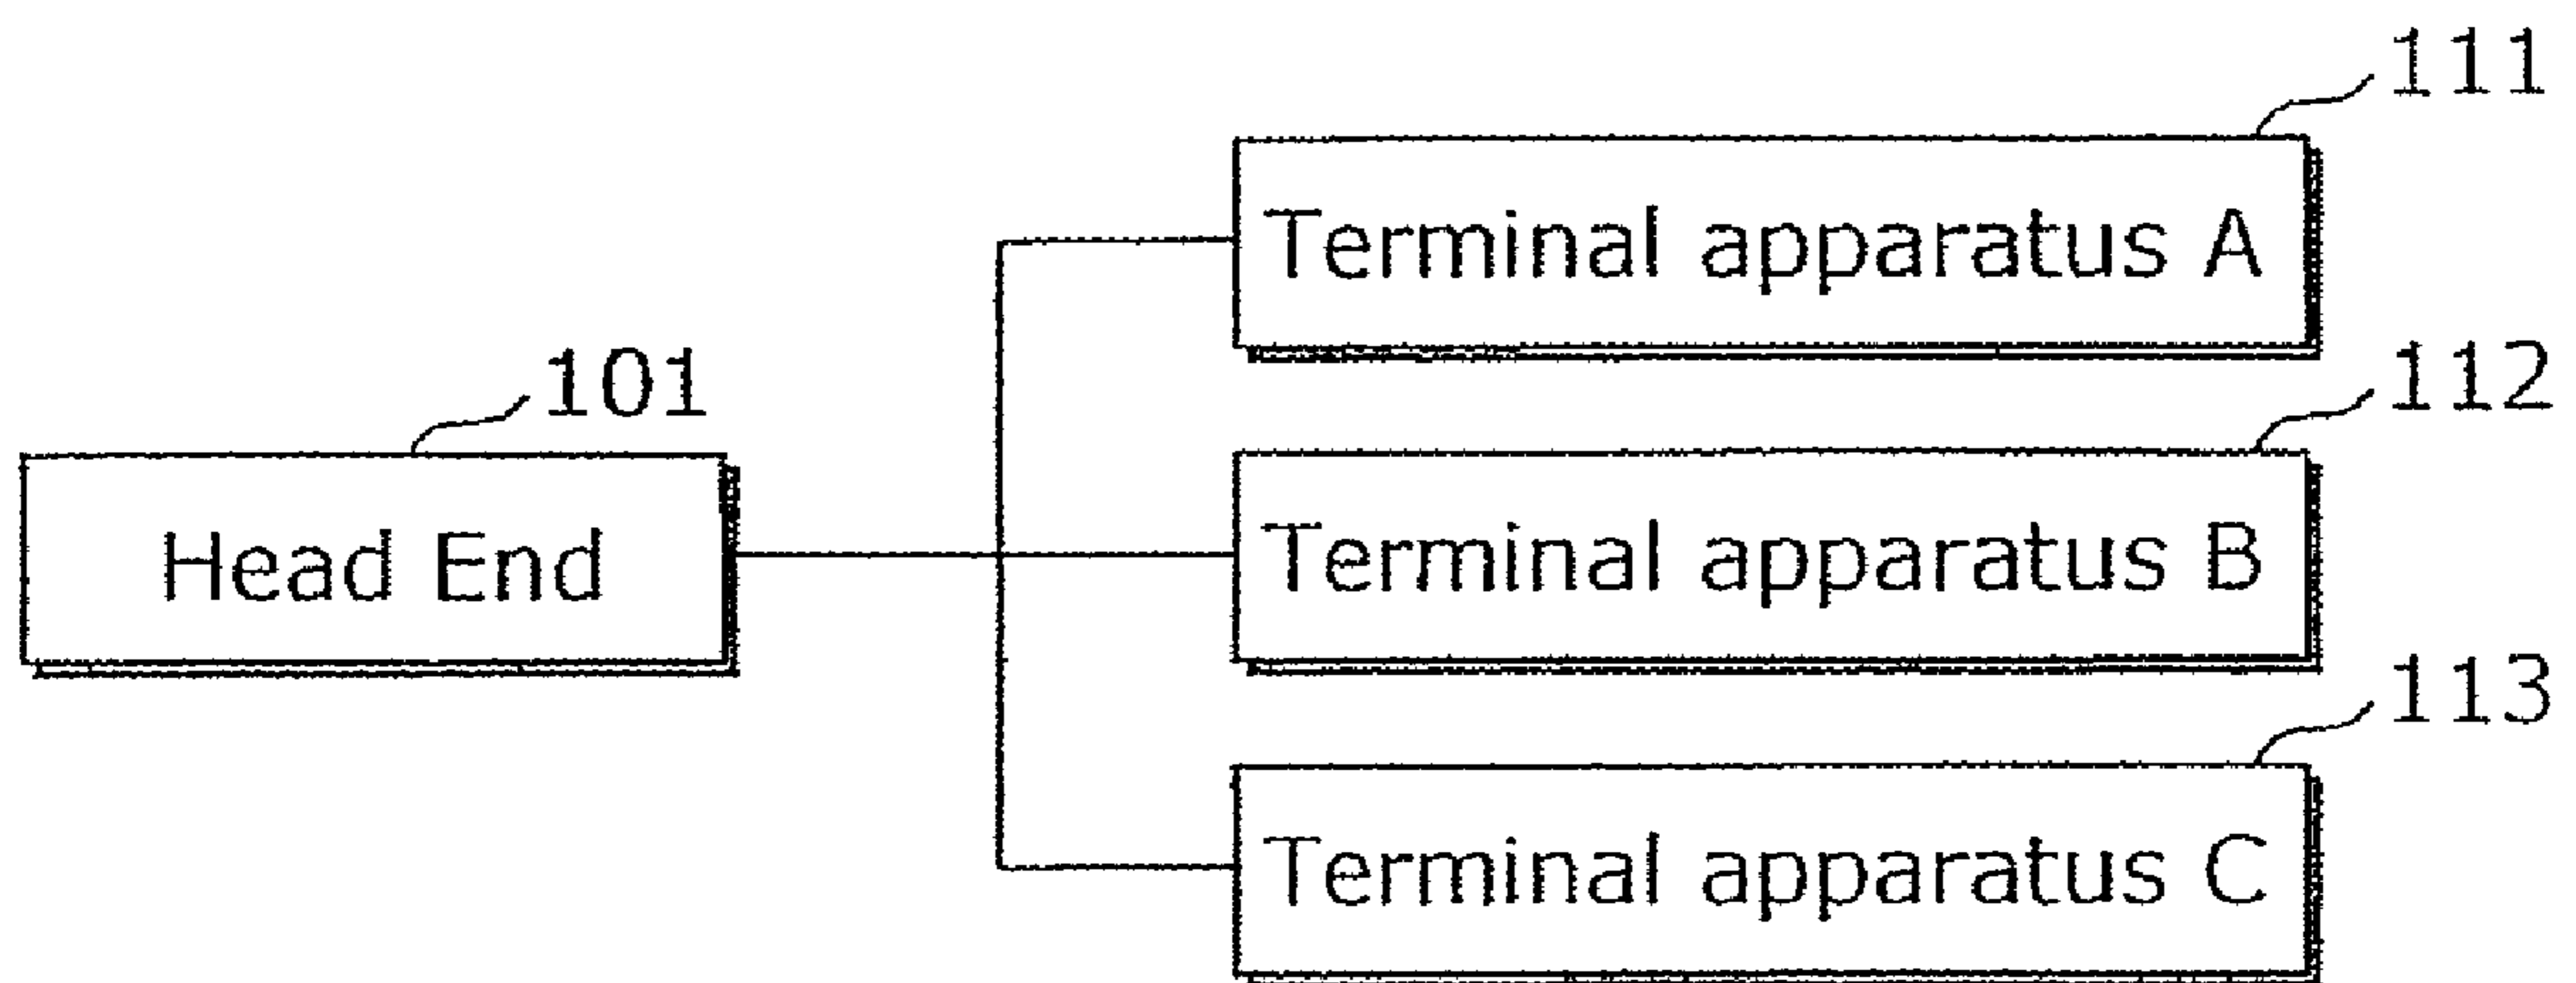 111
Terminal apparatus A
101
112
Head End
Terminal apparatus B
113
Terminal apparatus C